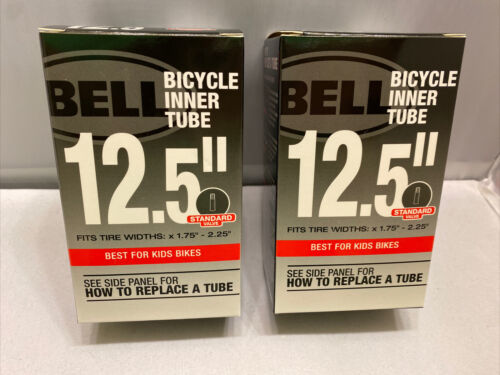 BELL
BICYCLE
INNER
TUBE
12.5"
STANDARD
VALVE
FITS TIRE WIDTHS: x 1.75" - 2.25"
BEST FOR KIDS BIKES
SEE SIDE PANEL FOR
HOW TO REPLACE A TUBE
BELL
BICYCLE
INNER
TUBE
12.5"
STANDARD
VALVE
FITS TIRE WIDTHS: x 1.75" - 2.25"
BEST FOR KIDS BIKES
SEE SIDE PANEL FOR
HOW TO REPLACE A TUBE